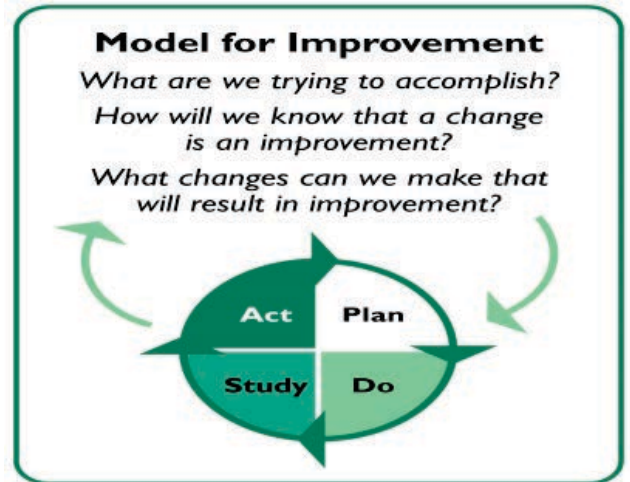 Model for Improvement
What are we trying to accomplish?
How will we know that a change
is an improvement?
What changes can we make that
will result in improvement?
Act
Plan
Study
Do